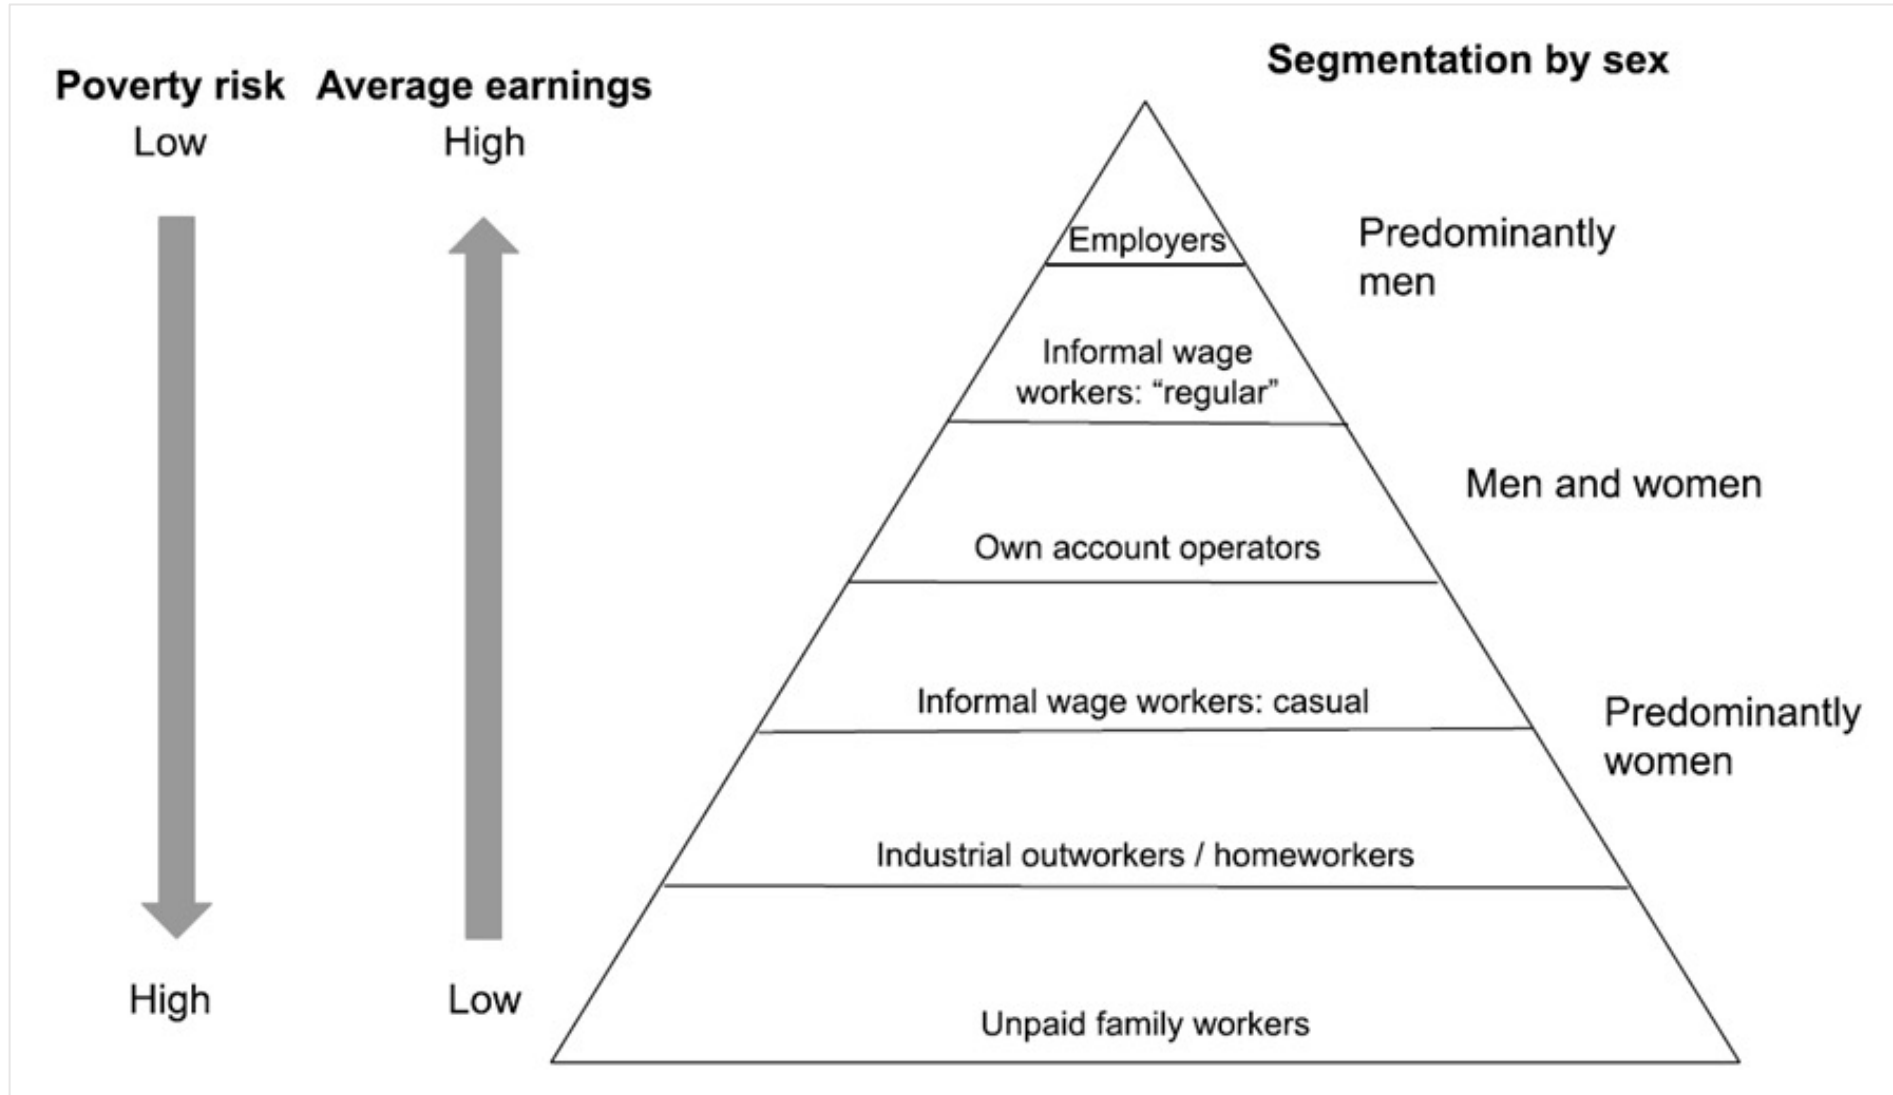 Poverty risk
Low
High
Average earnings
High
Low
Segmentation by sex
Employers
Informal wage
workers: “regular”
Own account operators
Informal wage workers: casual
Industrial outworkers / homeworkers
Unpaid family workers
Predominantly
men
Men and women
Predominantly
women